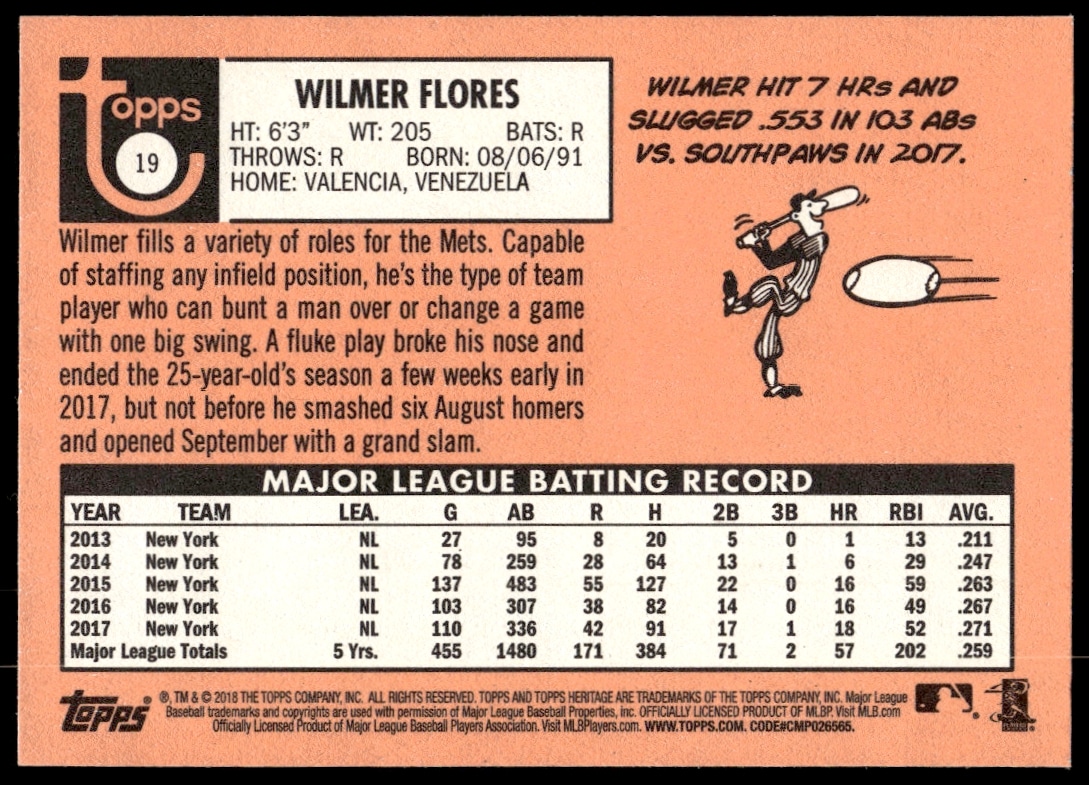 topps
19
WILMER FLORES
HT: 6'3" WT: 205 BATS: R
THROWS: R BORN: 08/06/91
HOME: VALENCIA, VENEZUELA
WILMER HIT 7 HRs AND
SLUGGED .553 IN 103 ABs
VS. SOUTHPAWS IN 2017.
Wilmer fills a variety of roles for the Mets. Capable
of staffing any infield position, he's the type of team
player who can bunt a man over or change a game
with one big swing. A fluke play broke his nose and
ended the 25-year-old's season a few weeks early in
2017, but not before he smashed six August homers
and opened September with a grand slam.
MAJOR LEAGUE BATTING RECORD
YEAR TEAM LEA. G AB R H 2B 3B HR RBI AVG.
2013 New York NL 27 95 8 20 5 0 1 13 .211
2014 New York NL 78 259 28 64 13 1 6 29 .247
2015 New York NL 137 483 55 127 22 0 16 59 .263
2016 New York NL 103 307 38 82 14 0 16 49 .267
2017 New York NL 110 336 42 91 17 1 18 52 .271
Major League Totals 5 Yrs. 455 1480 171 384 71 2 57 202 .259
TOPPS
®, TM & © 2018 THE TOPPS COMPANY, INC. ALL RIGHTS RESERVED. TOPPS AND TOPPS HERITAGE ARE TRADEMARKS OF THE TOPPS COMPANY, INC. Major League
Baseball trademarks and copyrights are used with permission of Major League Baseball Properties, Inc. OFFICIALLY LICENSED PRODUCT OF MLBP. Visit MLB.com
Officially Licensed Product of Major League Baseball Players Association. Visit MLBPlayers.com. WWW.TOPPS.COM. CODE#CMP026565.